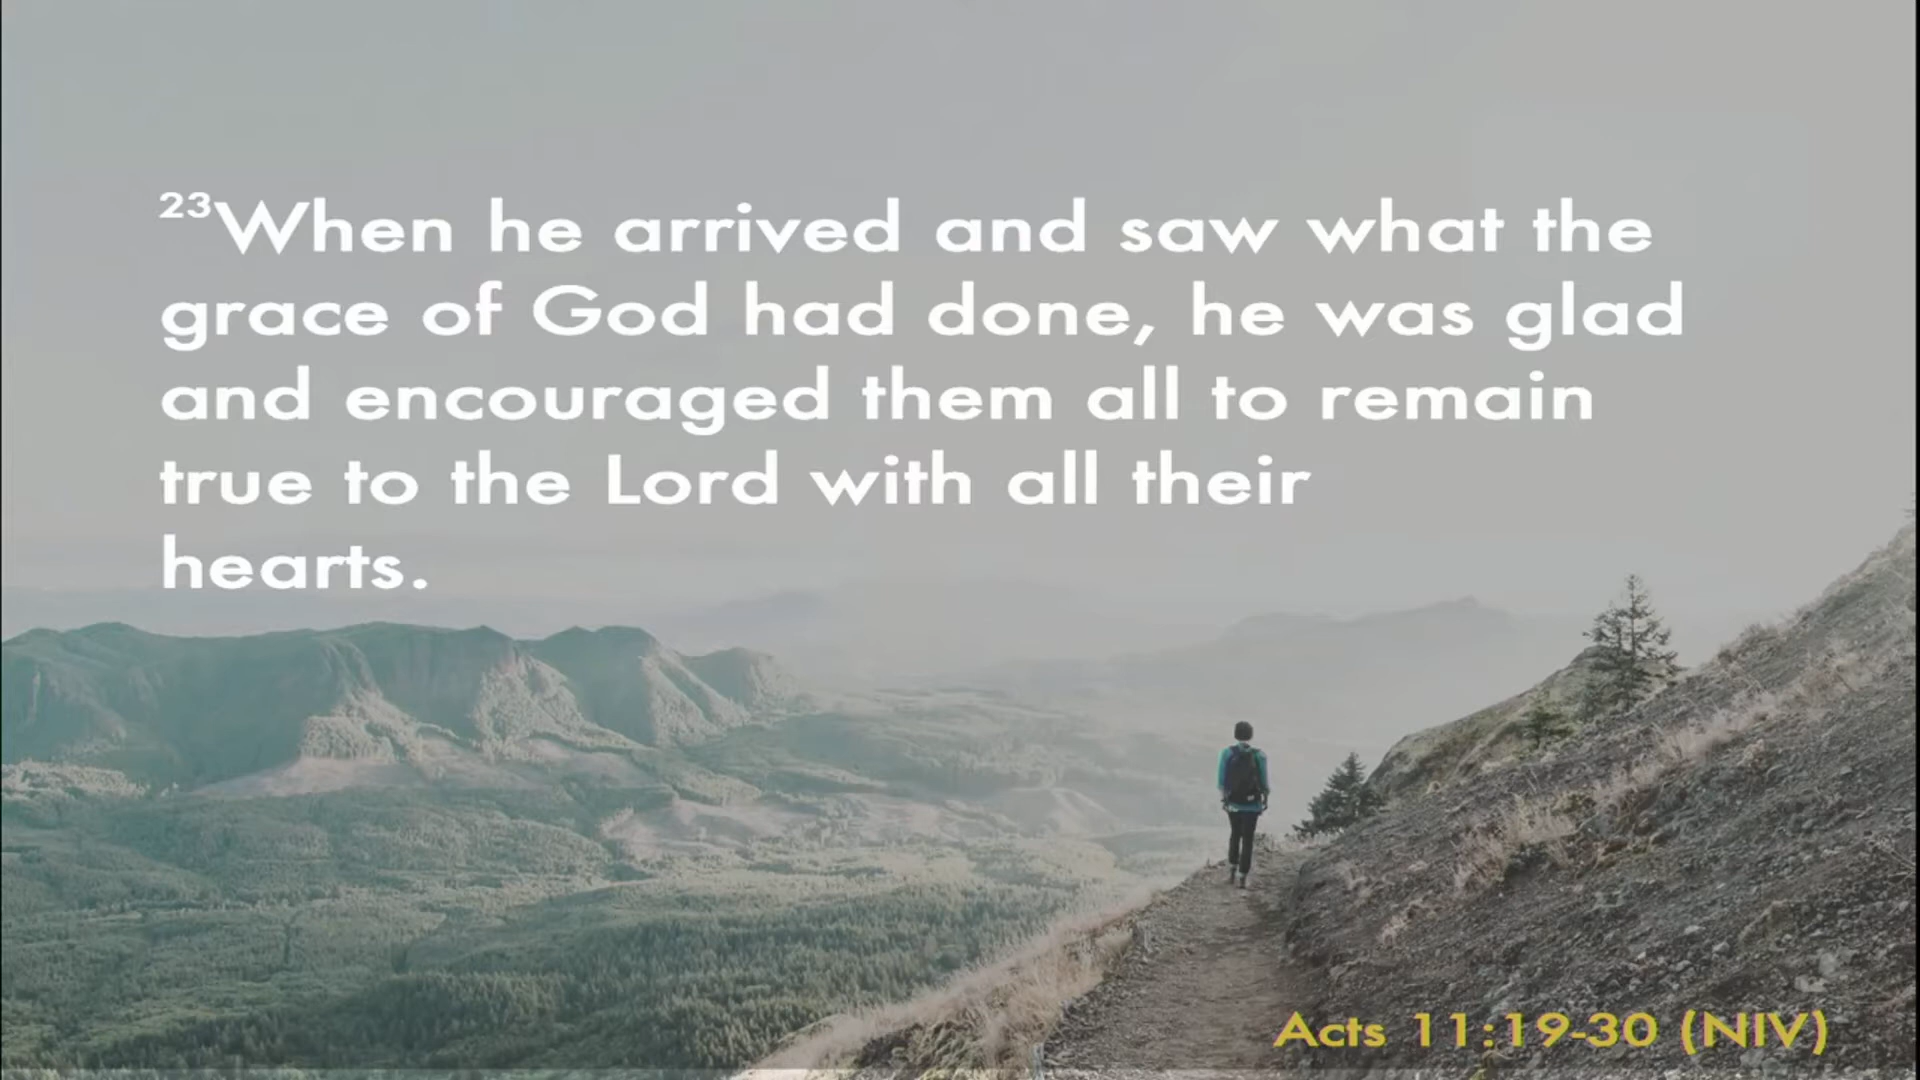 23When he arrived and saw what the
grace of God had done, he was glad
and encouraged them all to remain
true to the Lord with all their
hearts.
Acts 11:19-30 (NIV)